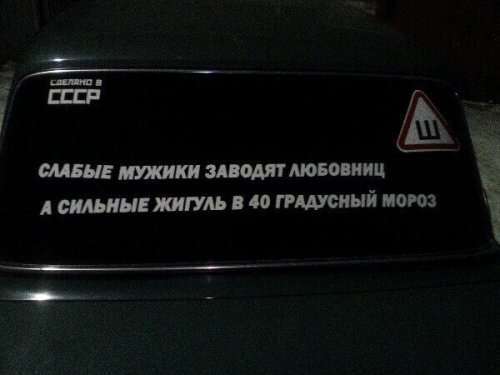 СДЕЛАНО В
СССР
Ш
СЛАБЫЕ МУЖИКИ ЗАВОДЯТ ЛЮБОВНИЦ
А СИЛЬНЫЕ ЖИГУЛЬ В 40 ГРАДУСНЫЙ МОРОЗ